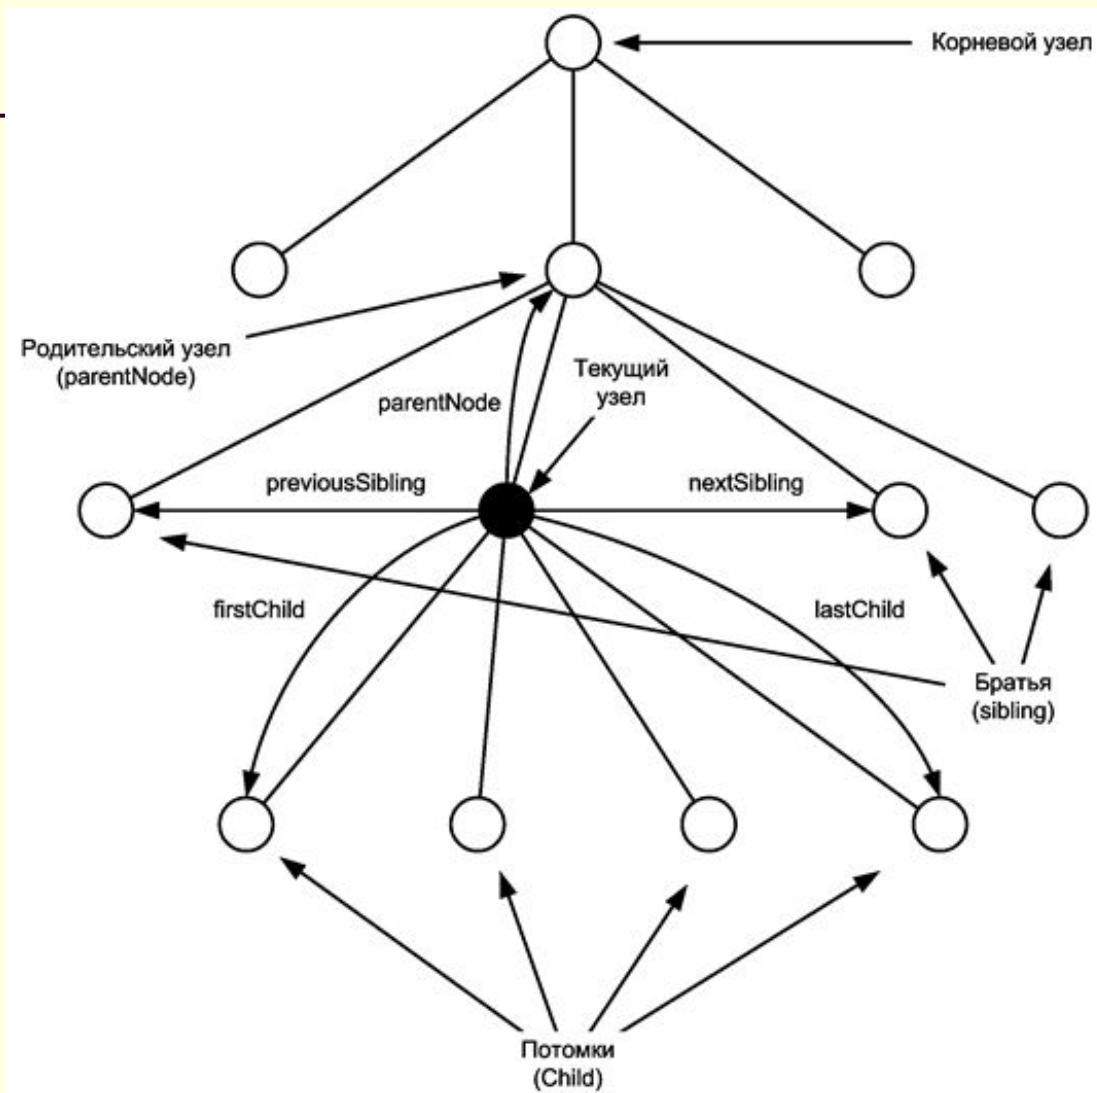 Корневой узел
Родительский узел
(parentNode)
Текущий
узел
parentNode
previousSibling
nextSibling
firstChild
lastChild
Братья
(sibling)
Потомки
(Child)